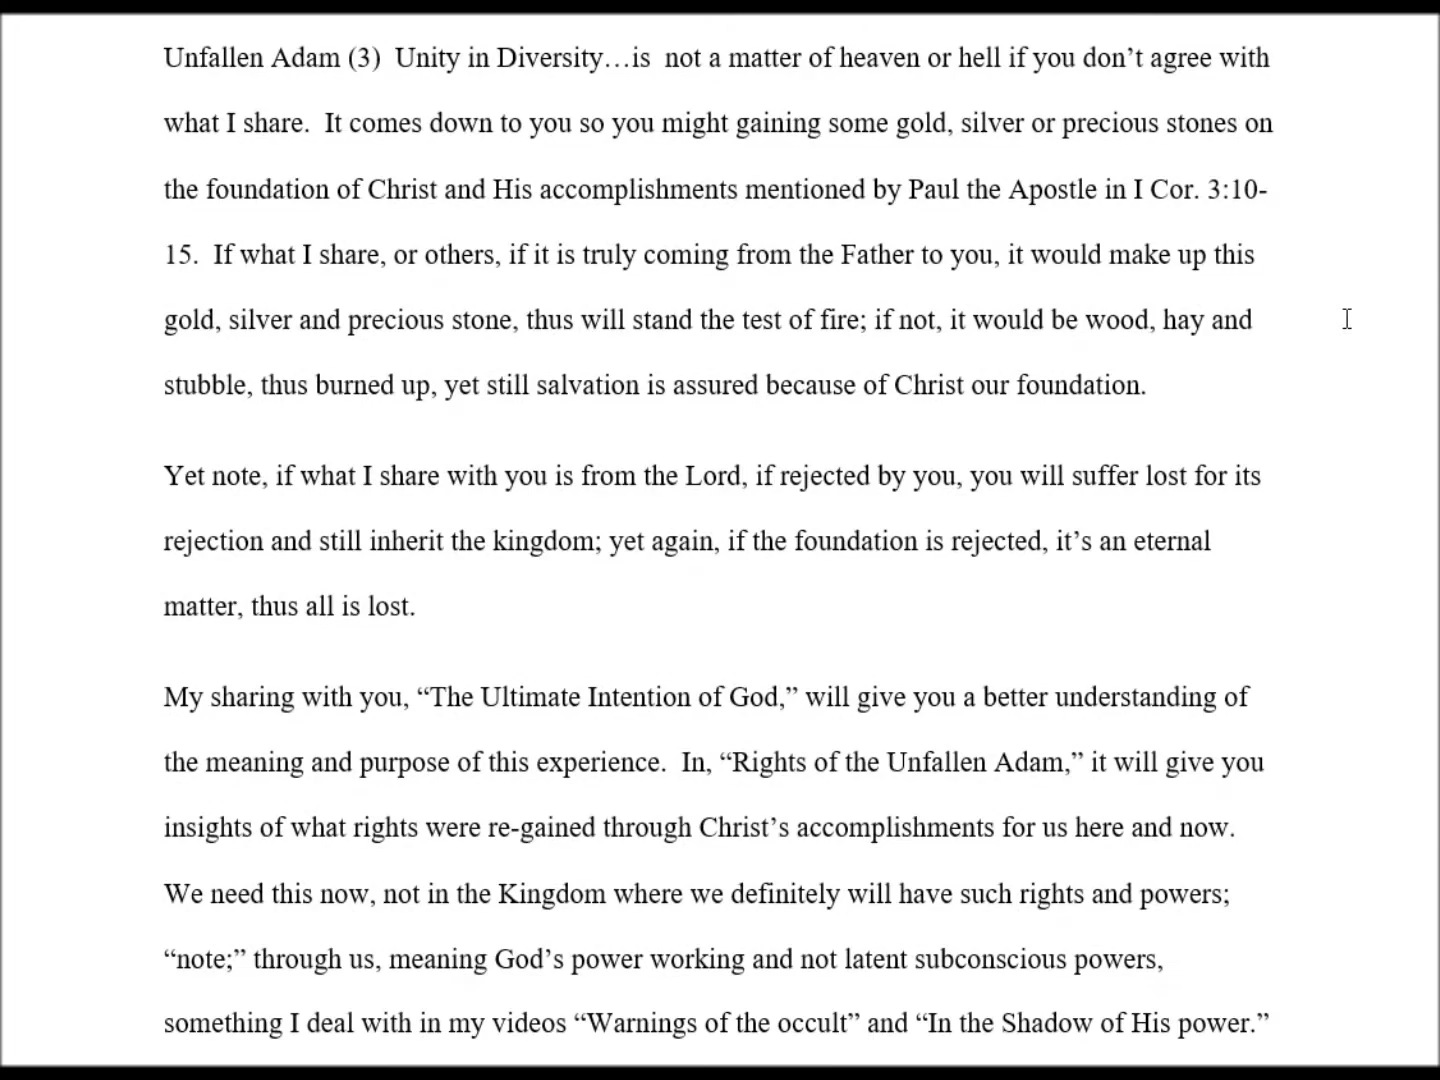 Unfallen Adam (3)  Unity in Diversity…is  not a matter of heaven or hell if you don’t agree with
what I share.  It comes down to you so you might gaining some gold, silver or precious stones on
the foundation of Christ and His accomplishments mentioned by Paul the Apostle in I Cor. 3:10-
15.  If what I share, or others, if it is truly coming from the Father to you, it would make up this
gold, silver and precious stone, thus will stand the test of fire; if not, it would be wood, hay and
stubble, thus burned up, yet still salvation is assured because of Christ our foundation.
Yet note, if what I share with you is from the Lord, if rejected by you, you will suffer lost for its
rejection and still inherit the kingdom; yet again, if the foundation is rejected, it’s an eternal
matter, thus all is lost.
My sharing with you, “The Ultimate Intention of God,” will give you a better understanding of
the meaning and purpose of this experience.  In, “Rights of the Unfallen Adam,” it will give you
insights of what rights were re-gained through Christ’s accomplishments for us here and now.
We need this now, not in the Kingdom where we definitely will have such rights and powers;
“note;” through us, meaning God’s power working and not latent subconscious powers,
something I deal with in my videos “Warnings of the occult” and “In the Shadow of His power.”